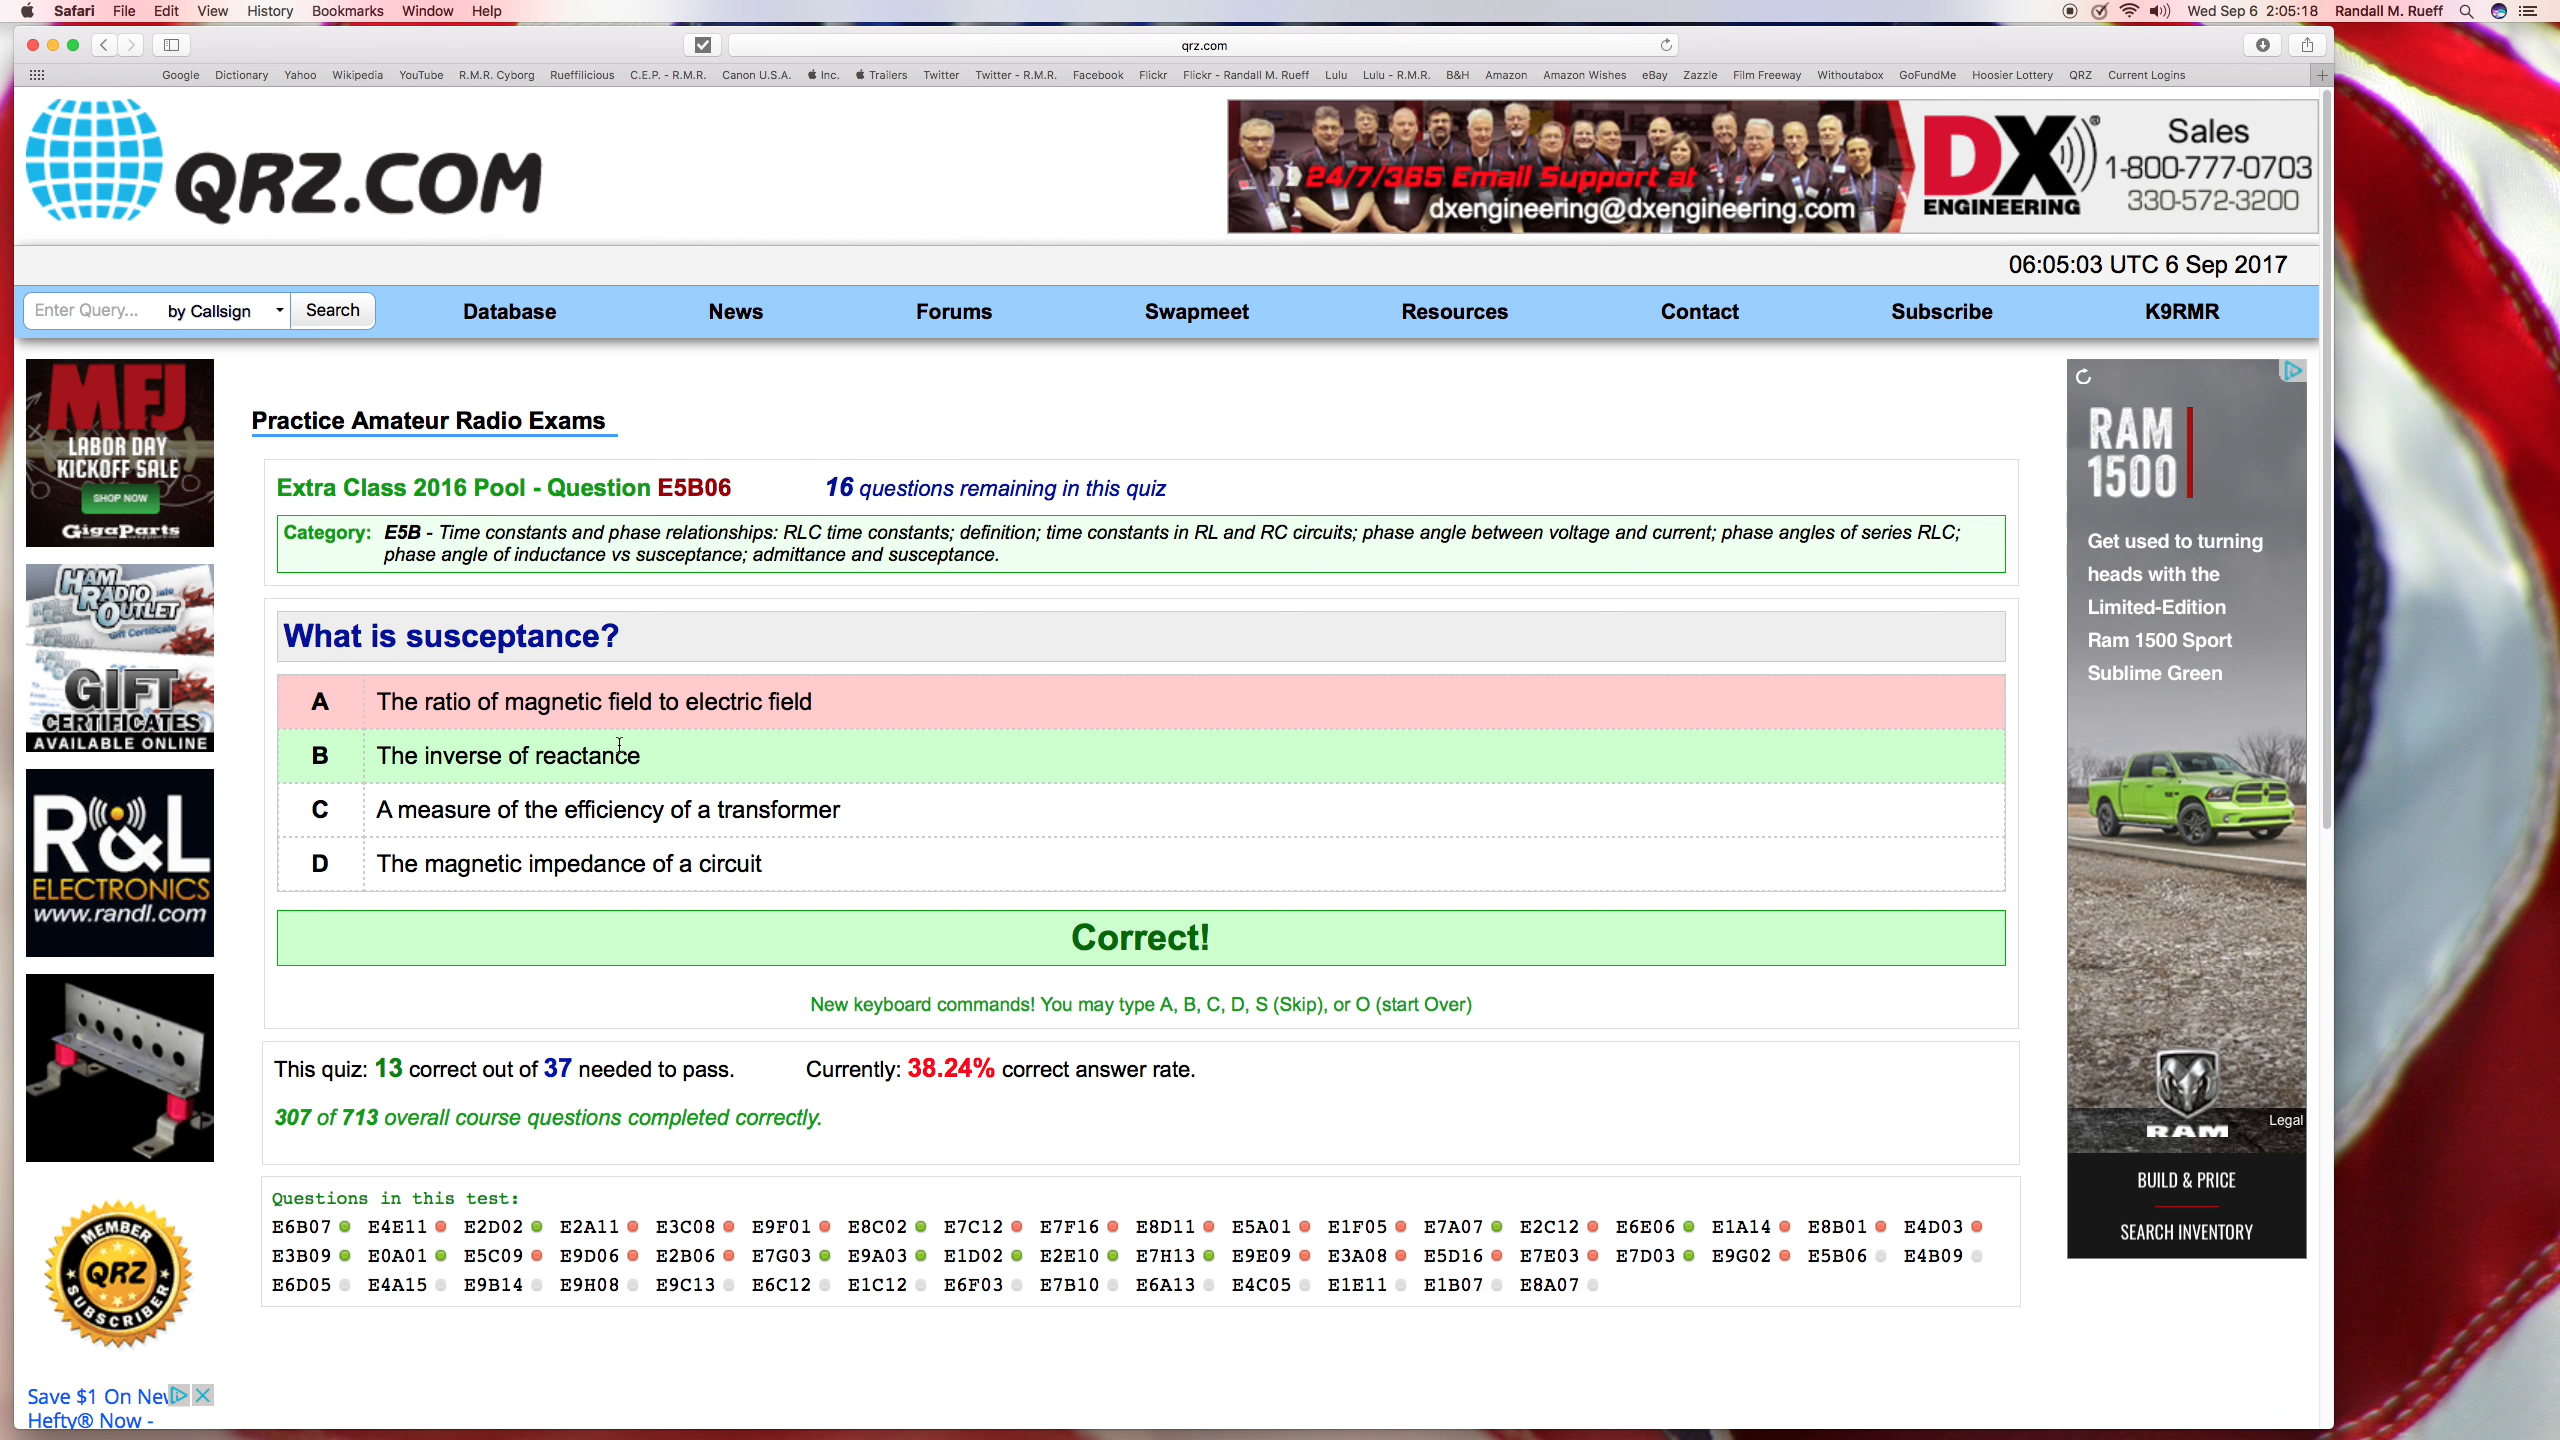 Safari File Edit View History Bookmarks Window Help
Wed Sep 6 2:05:18 Randall M. Rueff
qrz.com
Google Dictionary Yahoo Wikipedia YouTube R.M.R. Cyborg Rueffilicious C.E.P. - R.M.R. Canon U.S.A. Inc. Trailers Twitter Twitter - R.M.R. Facebook Flickr Flickr - Randall M. Rueff Lulu Lulu - R.M.R. B&H Amazon Amazon Wishes eBay Zazzle Film Freeway Withoutabox GoFundMe Hoosier Lottery QRZ Current Logins
QRZ.COM
24/7/365 Email Support at
dxengineering@dxengineering.com
DX®
ENGINEERING
Sales
1-800-777-0703
330-572-3200
06:05:03 UTC 6 Sep 2017
Enter Query... by Callsign Search Database News Forums Swapmeet Resources Contact Subscribe K9RMR
MFJ
LABOR DAY
KICKOFF SALE
SHOP NOW
GigaParts
HAM
RADIO
OUTLET
Gift Certificate
GIFT
CERTIFICATES
AVAILABLE ONLINE
R&L
ELECTRONICS
www.randl.com
MEMBER
QRZ
SUBSCRIBER
Save $1 On New
Hefty® Now -
Practice Amateur Radio Exams
Extra Class 2016 Pool - Question E5B06 16 questions remaining in this quiz
Category: E5B - Time constants and phase relationships: RLC time constants; definition; time constants in RL and RC circuits; phase angle between voltage and current; phase angles of series RLC;
phase angle of inductance vs susceptance; admittance and susceptance.
What is susceptance?
A The ratio of magnetic field to electric field
B The inverse of reactance
C A measure of the efficiency of a transformer
D The magnetic impedance of a circuit
Correct!
New keyboard commands! You may type A, B, C, D, S (Skip), or O (start Over)
This quiz: 13 correct out of 37 needed to pass. Currently: 38.24% correct answer rate.
307 of 713 overall course questions completed correctly.
Questions in this test:
E6B07 E4E11 E2D02 E2A11 E3C08 E9F01 E8C02 E7C12 E7F16 E8D11 E5A01 E1F05 E7A07 E2C12 E6E06 E1A14 E8B01 E4D03
E3B09 E0A01 E5C09 E9D06 E2B06 E7G03 E9A03 E1D02 E2E10 E7H13 E9E09 E3A08 E5D16 E7E03 E7D03 E9G02 E5B06 E4B09
E6D05 E4A15 E9B14 E9H08 E9C13 E6C12 E1C12 E6F03 E7B10 E6A13 E4C05 E1E11 E1B07 E8A07
RAM
1500
Get used to turning
heads with the
Limited-Edition
Ram 1500 Sport
Sublime Green
Legal
RAM
BUILD & PRICE
SEARCH INVENTORY